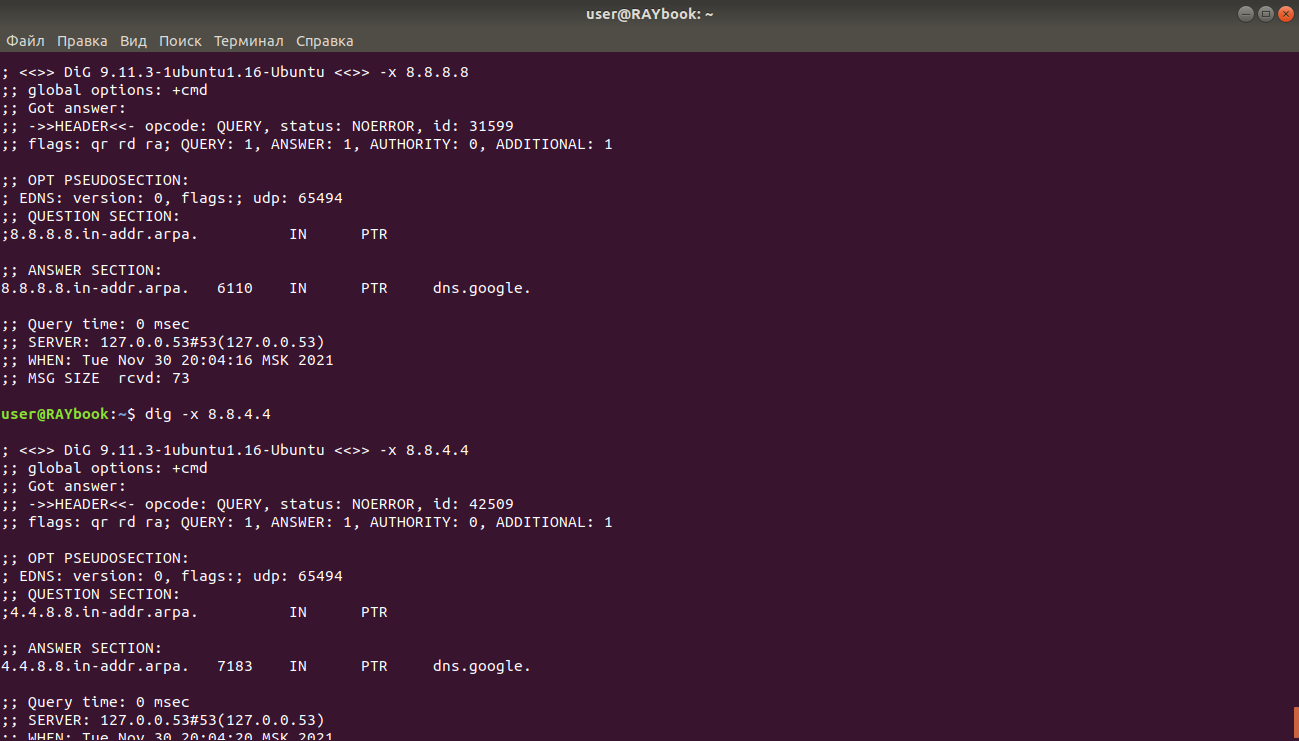 user@RAYbook: ~
Файл Правка Вид Поиск Терминал Справка
; <<>> DiG 9.11.3-1ubuntu1.16-Ubuntu <<>> -x 8.8.8.8
;; global options: +cmd
;; Got answer:
;; ->>HEADER<<- opcode: QUERY, status: NOERROR, id: 31599
;; flags: qr rd ra; QUERY: 1, ANSWER: 1, AUTHORITY: 0, ADDITIONAL: 1
;; OPT PSEUDOSECTION:
; EDNS: version: 0, flags:; udp: 65494
;; QUESTION SECTION:
;8.8.8.8.in-addr.arpa. IN PTR
;; ANSWER SECTION:
8.8.8.8.in-addr.arpa. 6110 IN PTR dns.google.
;; Query time: 0 msec
;; SERVER: 127.0.0.53#53(127.0.0.53)
;; WHEN: Tue Nov 30 20:04:16 MSK 2021
;; MSG SIZE rcvd: 73
user@RAYbook:~$ dig -x 8.8.4.4
; <<>> DiG 9.11.3-1ubuntu1.16-Ubuntu <<>> -x 8.8.4.4
;; global options: +cmd
;; Got answer:
;; ->>HEADER<<- opcode: QUERY, status: NOERROR, id: 42509
;; flags: qr rd ra; QUERY: 1, ANSWER: 1, AUTHORITY: 0, ADDITIONAL: 1
;; OPT PSEUDOSECTION:
; EDNS: version: 0, flags:; udp: 65494
;; QUESTION SECTION:
;4.4.8.8.in-addr.arpa. IN PTR
;; ANSWER SECTION:
4.4.8.8.in-addr.arpa. 7183 IN PTR dns.google.
;; Query time: 0 msec
;; SERVER: 127.0.0.53#53(127.0.0.53)
;; WHEN: Tue Nov 30 20:04:20 MSK 2021